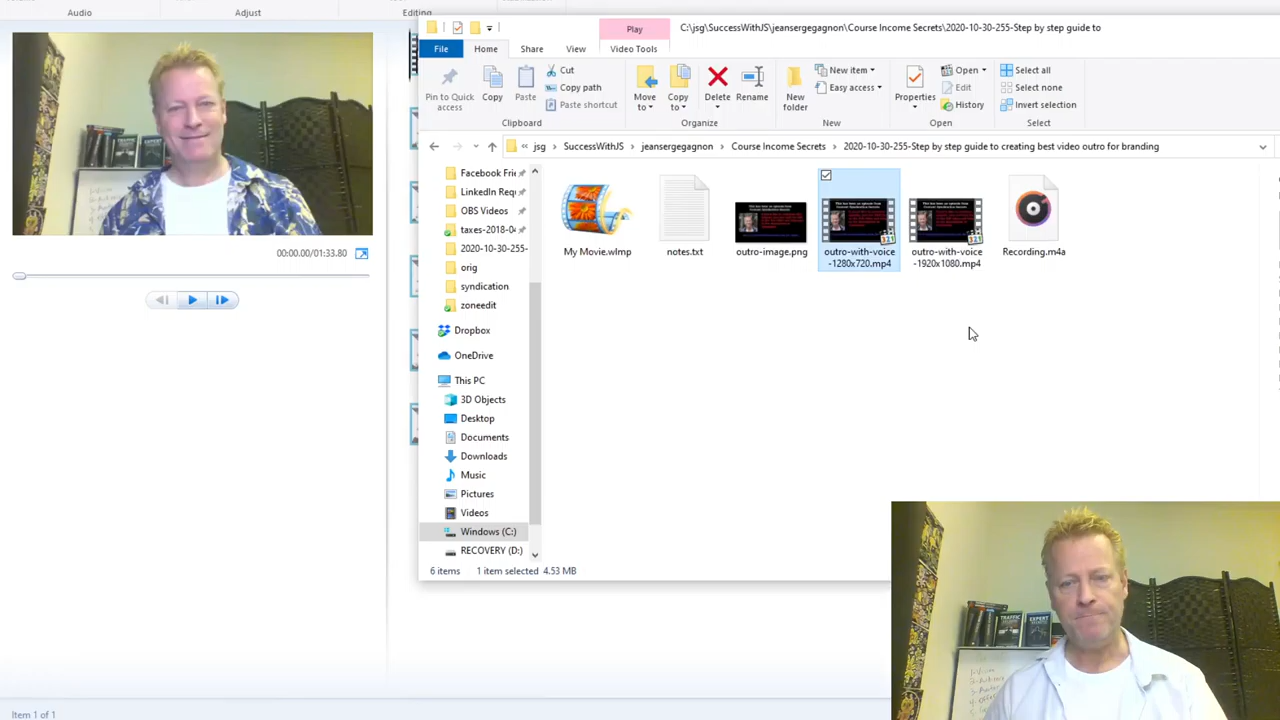 Audio
Adjust
Editing
Play
C:\jsg\SuccessWithJS\jeansergegagnon\Course Income Secrets\2020-10-30-255-Step by step guide to
File
Home
Share
View
Video Tools
Pin to Quick access
Copy
Paste
Cut
Copy path
Paste shortcut
Clipboard
Move to
Copy to
Delete
Rename
Organize
New folder
New item
Easy access
New
Properties
Open
Edit
History
Open
Select all
Select none
Invert selection
Select
« jsg › SuccessWithJS › jeansergegagnon › Course Income Secrets › 2020-10-30-255-Step by step guide to creating best video outro for branding
Facebook Frie
LinkedIn Requ
OBS Videos
taxes-2018-0
2020-10-30-255-
orig
syndication
zoneedit
Dropbox
OneDrive
This PC
3D Objects
Desktop
Documents
Downloads
Music
Pictures
Videos
Windows (C:)
RECOVERY (D:)
My Movie.wlmp
notes.txt
outro-image.png
outro-with-voice
-1280x720.mp4
outro-with-voice
-1920x1080.mp4
Recording.m4a
00:00.00/01:33.80
6 items
1 item selected 4.53 MB
TRAFFIC
EXPERT
Item 1 of 1